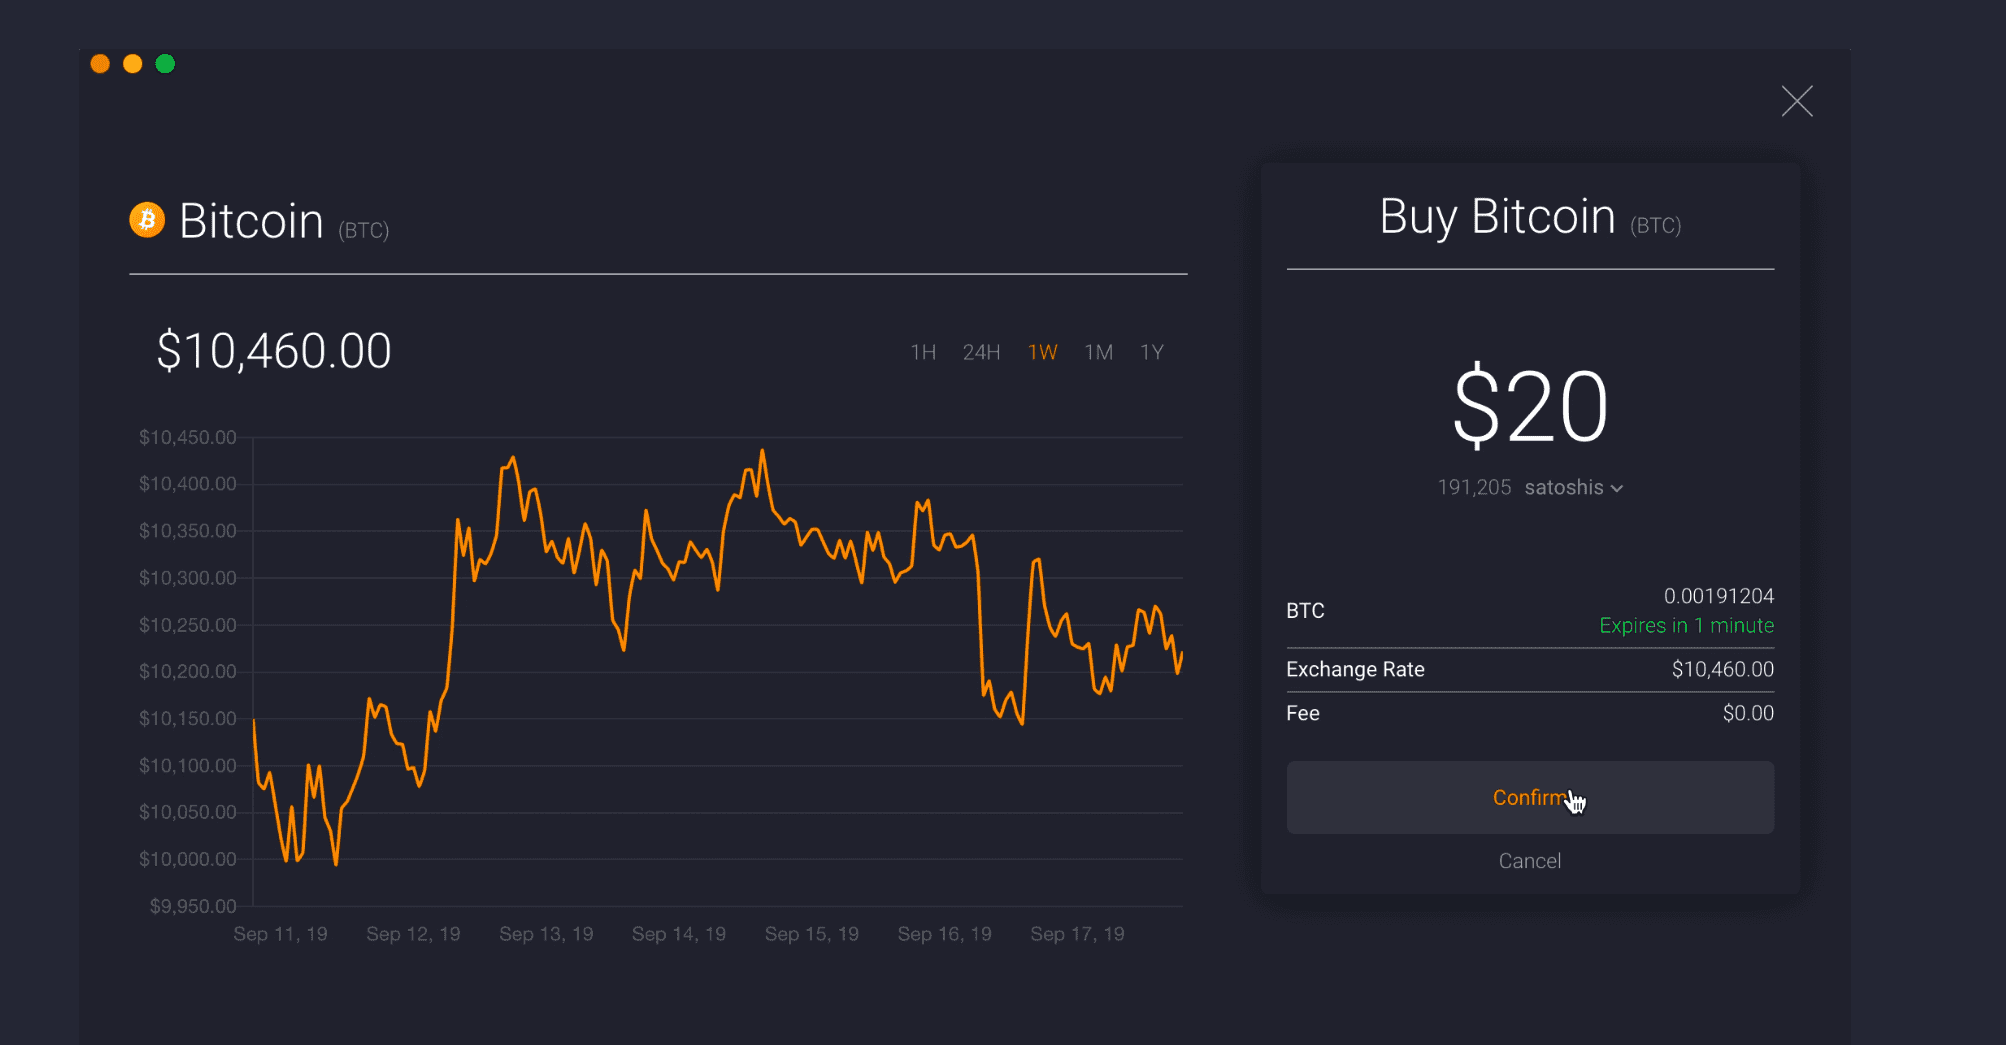 Bitcoin (BTC)
$10,460.00
1H 24H 1W 1M 1Y
$10,450.00
$10,400.00
$10,350.00
$10,300.00
$10,250.00
$10,200.00
$10,150.00
$10,100.00
$10,050.00
$10,000.00
$9,950.00
Sep 11, 19 Sep 12, 19 Sep 13, 19 Sep 14, 19 Sep 15, 19 Sep 16, 19 Sep 17, 19
Buy Bitcoin (BTC)
$20
191,205 satoshis
BTC 0.00191204
Expires in 1 minute
Exchange Rate $10,460.00
Fee $0.00
Confirm
Cancel